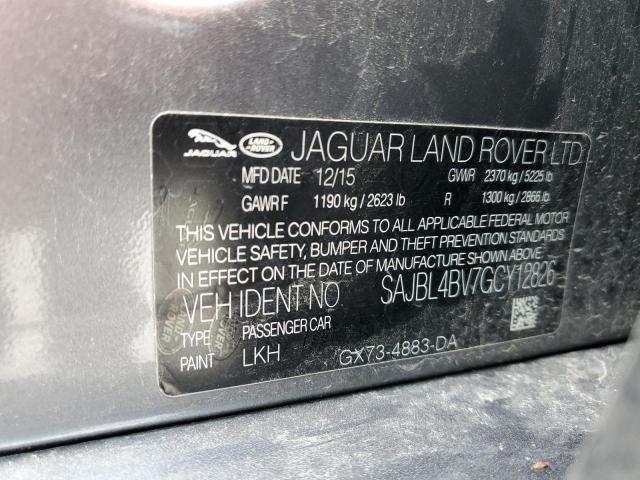 JAGUAR LAND-ROVER JAGUAR LAND ROVER LTD
MFD DATE 12/15 GVWR 2370 kg / 5225 lb
GAWR F 1190 kg / 2623 lb R 1300 kg / 2866 lb
THIS VEHICLE CONFORMS TO ALL APPLICABLE FEDERAL MOTOR
VEHICLE SAFETY, BUMPER AND THEFT PREVENTION STANDARDS
IN EFFECT ON THE DATE OF MANUFACTURE SHOWN ABOVE.
VEH IDENT NO SAJBL4BV7GCY12826
TYPE PASSENGER CAR
PAINT LKH GX73-4883-DA